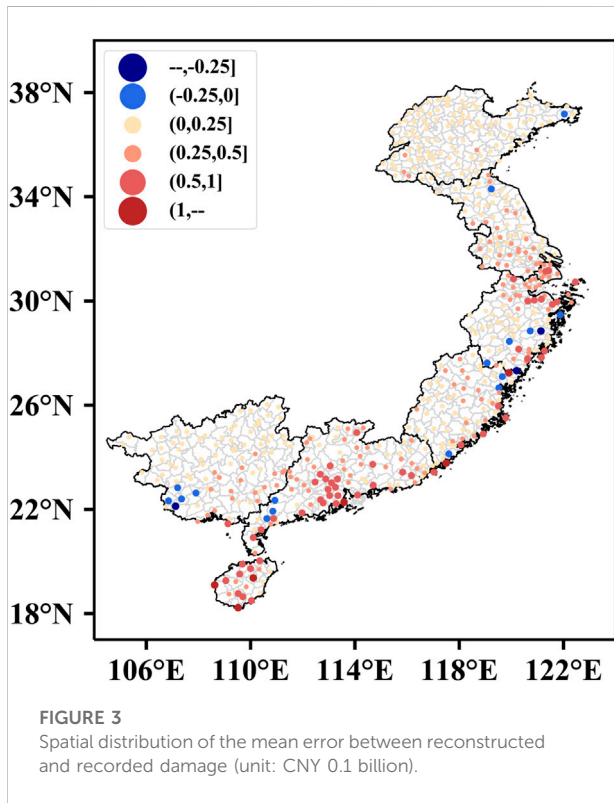 --,-0.25]
(-0.25,0]
(0,0.25]
(0.25,0.5]
(0.5,1]
(1,--
38°N
34°N
30°N
26°N
22°N
18°N
106°E 110°E 114°E 118°E 122°E
FIGURE 3
Spatial distribution of the mean error between reconstructed
and recorded damage (unit: CNY 0.1 billion).